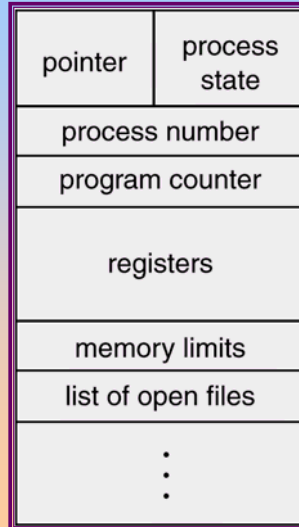 pointer
process
state
process number
program counter
registers
memory limits
list of open files